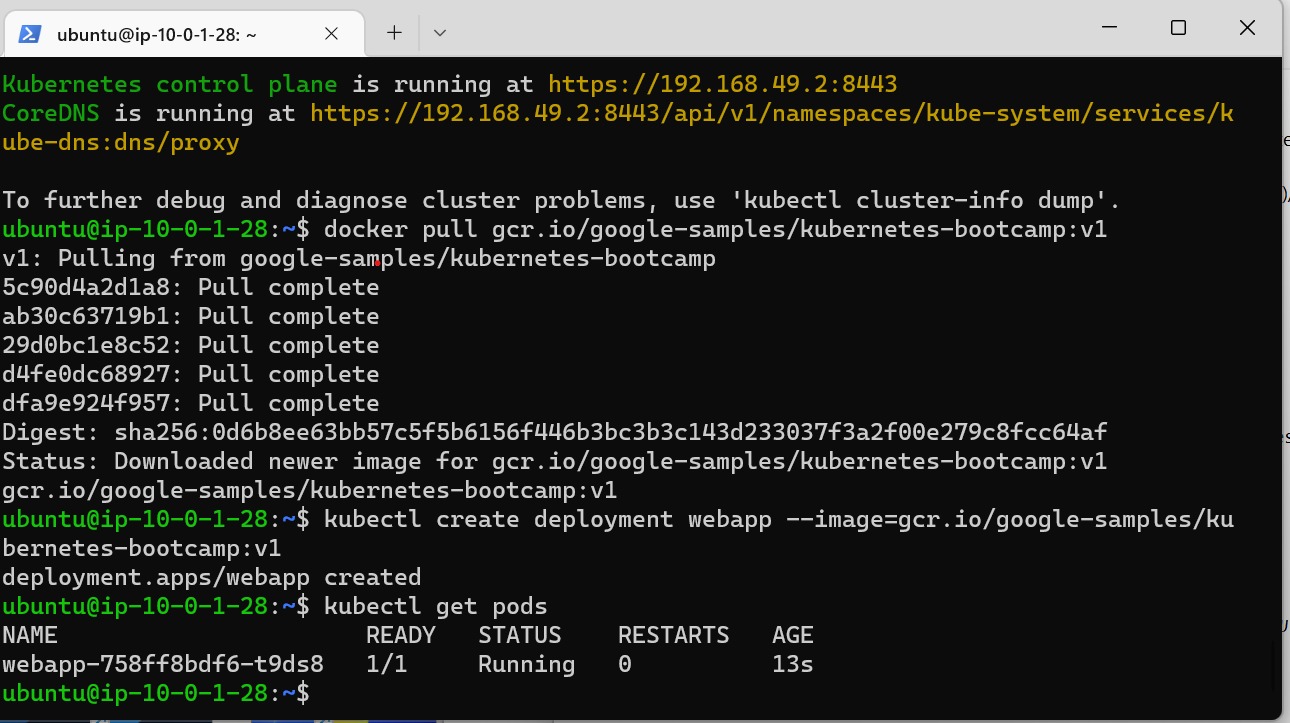 ubuntu@ip-10-0-1-28: ~
Kubernetes control plane is running at https://192.168.49.2:8443
CoreDNS is running at https://192.168.49.2:8443/api/v1/namespaces/kube-system/services/k
ube-dns:dns/proxy
To further debug and diagnose cluster problems, use 'kubectl cluster-info dump'.
ubuntu@ip-10-0-1-28:~$ docker pull gcr.io/google-samples/kubernetes-bootcamp:v1
v1: Pulling from google-samples/kubernetes-bootcamp
5c90d4a2d1a8: Pull complete
ab30c63719b1: Pull complete
29d0bc1e8c52: Pull complete
d4fe0dc68927: Pull complete
dfa9e924f957: Pull complete
Digest: sha256:0d6b8ee63bb57c5f5b6156f446b3bc3b3c143d233037f3a2f00e279c8fcc64af
Status: Downloaded newer image for gcr.io/google-samples/kubernetes-bootcamp:v1
gcr.io/google-samples/kubernetes-bootcamp:v1
ubuntu@ip-10-0-1-28:~$ kubectl create deployment webapp --image=gcr.io/google-samples/ku
bernetes-bootcamp:v1
deployment.apps/webapp created
ubuntu@ip-10-0-1-28:~$ kubectl get pods
NAME READY STATUS RESTARTS AGE
webapp-758ff8bdf6-t9ds8 1/1 Running 0 13s
ubuntu@ip-10-0-1-28:~$